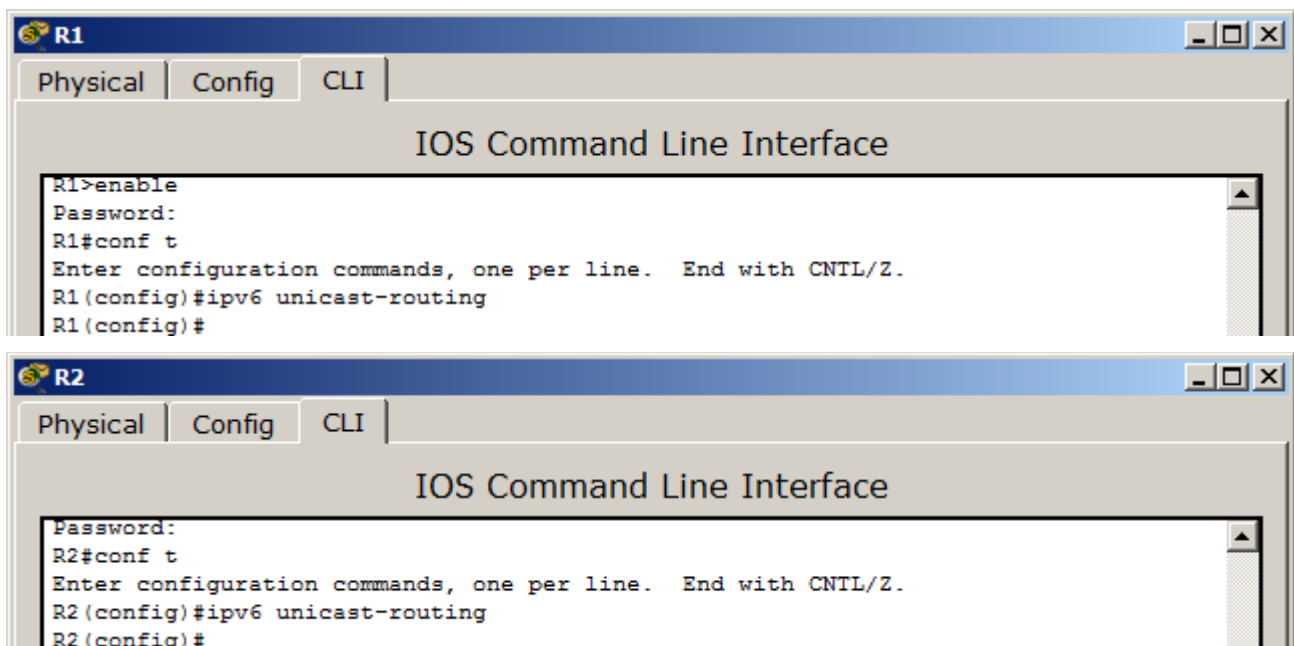 R1
Physical Config CLI
IOS Command Line Interface
R1>enable
Password:
R1#conf t
Enter configuration commands, one per line.  End with CNTL/Z.
R1(config)#ipv6 unicast-routing
R1(config)#
R2
Physical Config CLI
IOS Command Line Interface
Password:
R2#conf t
Enter configuration commands, one per line.  End with CNTL/Z.
R2(config)#ipv6 unicast-routing
R2(config)#